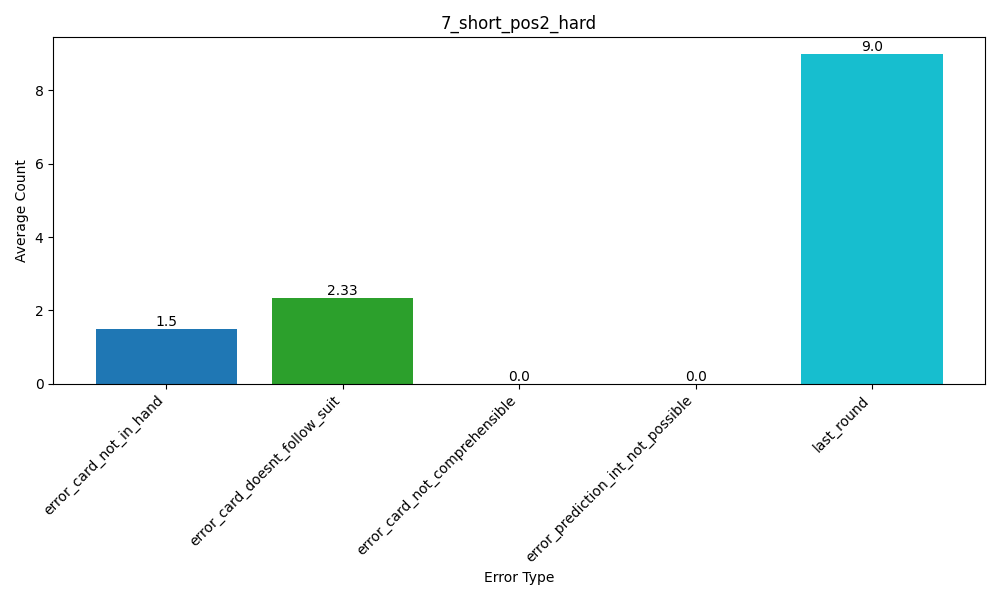 7_short_pos2_hard
Average Count
8
6
4
2
0
1.5
2.33
0.0
0.0
9.0
error_card_not_in_hand
error_card_doesnt_follow_suit
error_card_not_comprehensible
error_prediction_int_not_possible
last_round
Error Type